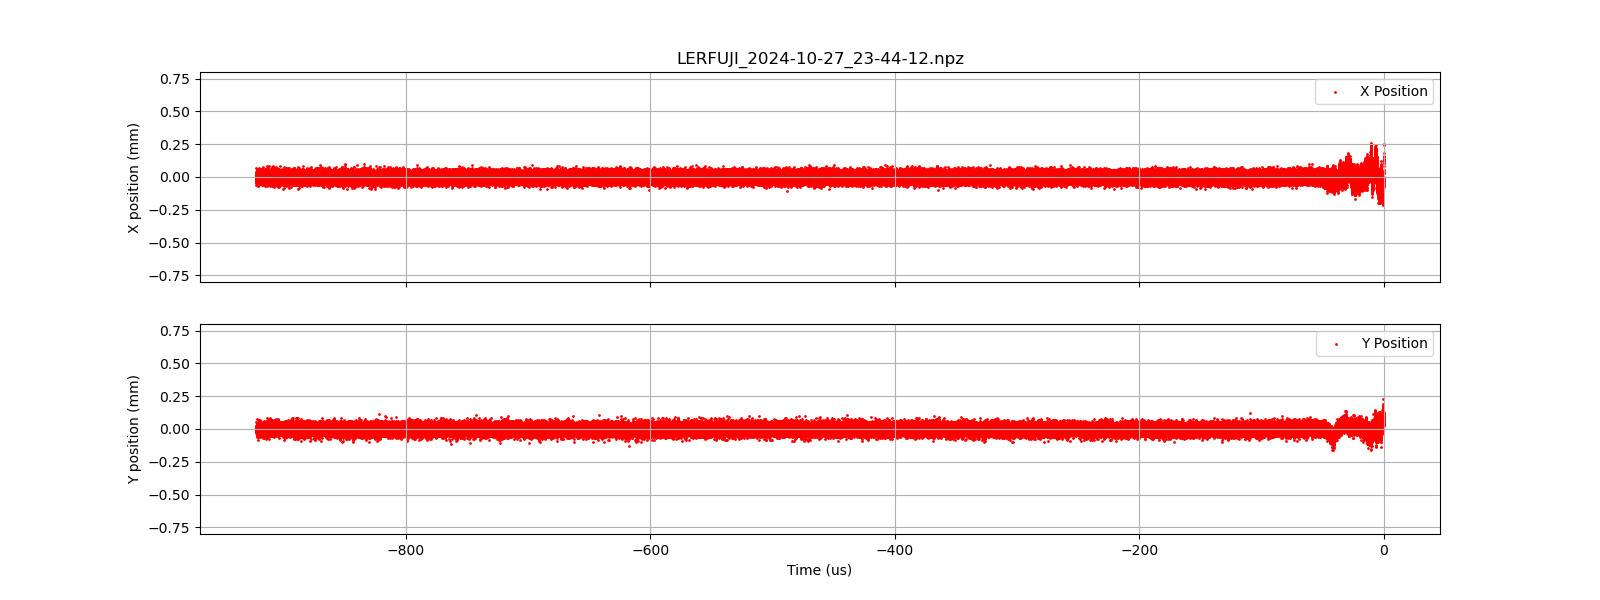 LERFUJI_2024-10-27_23-44-12.npz
X position (mm)
0.75
0.50
0.25
0.00
−0.25
−0.50
−0.75
X Position
Y position (mm)
0.75
0.50
0.25
0.00
−0.25
−0.50
−0.75
Y Position
−800 −600 −400 −200 0
Time (us)